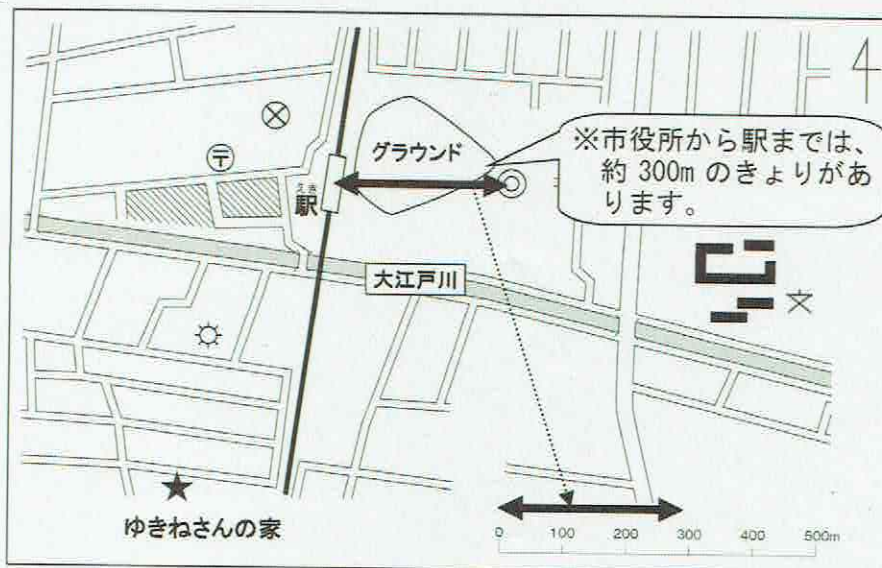 グラウンド
※市役所から駅までは、
約 300m のきょりがあ
ります。
〒
えき
駅
大江戸川
文
ゆきねさんの家
0 100 200 300 400 500m